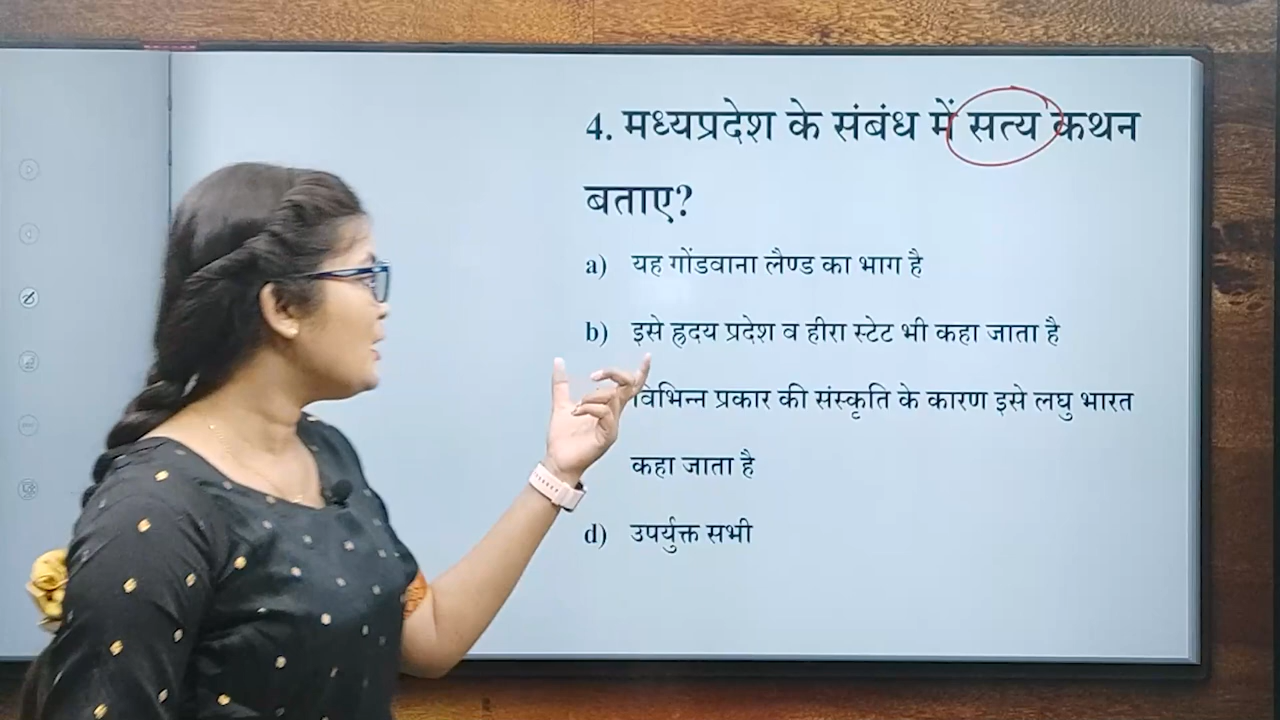 4. मध्यप्रदेश के संबंध में सत्य कथन
बताए?
a) यह गोंडवाना लैण्ड का भाग है
b) इसे ह्रदय प्रदेश व हीरा स्टेट भी कहा जाता है
विभिन्न प्रकार की संस्कृति के कारण इसे लघु भारत
कहा जाता है
d) उपर्युक्त सभी